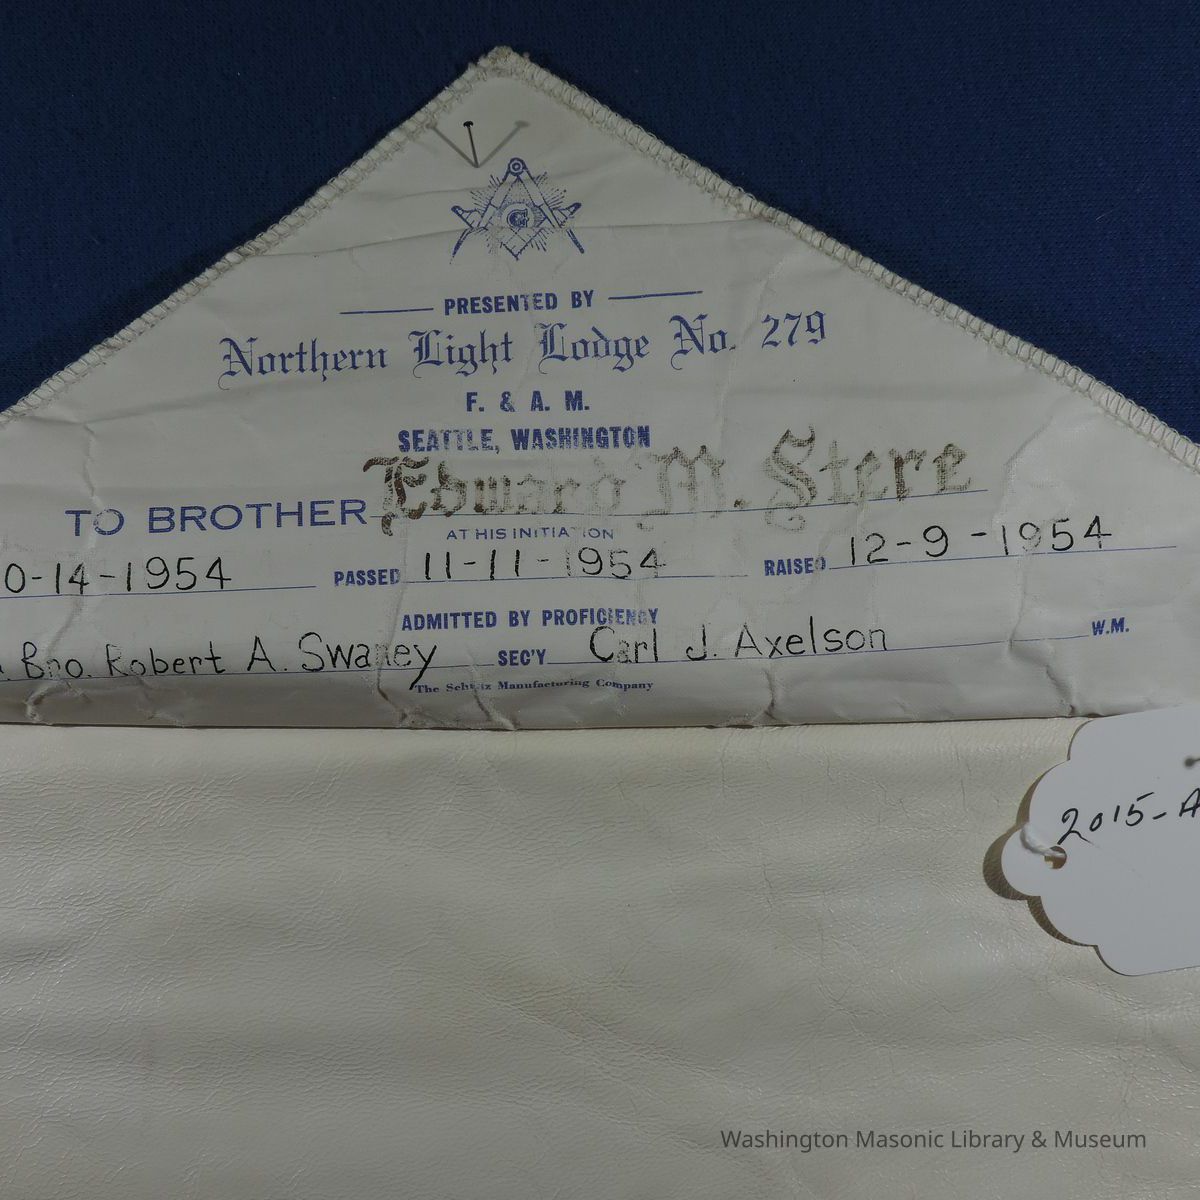 G
PRESENTED BY
Northern Light Lodge No. 279
F. & A. M.
SEATTLE, WASHINGTON
TO BROTHER Edward M. Stere
AT HIS INITIATION
0-14-1954 PASSED 11-11-1954 RAISED 12-9-1954
ADMITTED BY PROFICIENCY
Bro. Robert A. Swaney SEC'Y Carl J. Axelson W.M.
The Manufacturing Company
2015-A
Washington Masonic Library & Museum